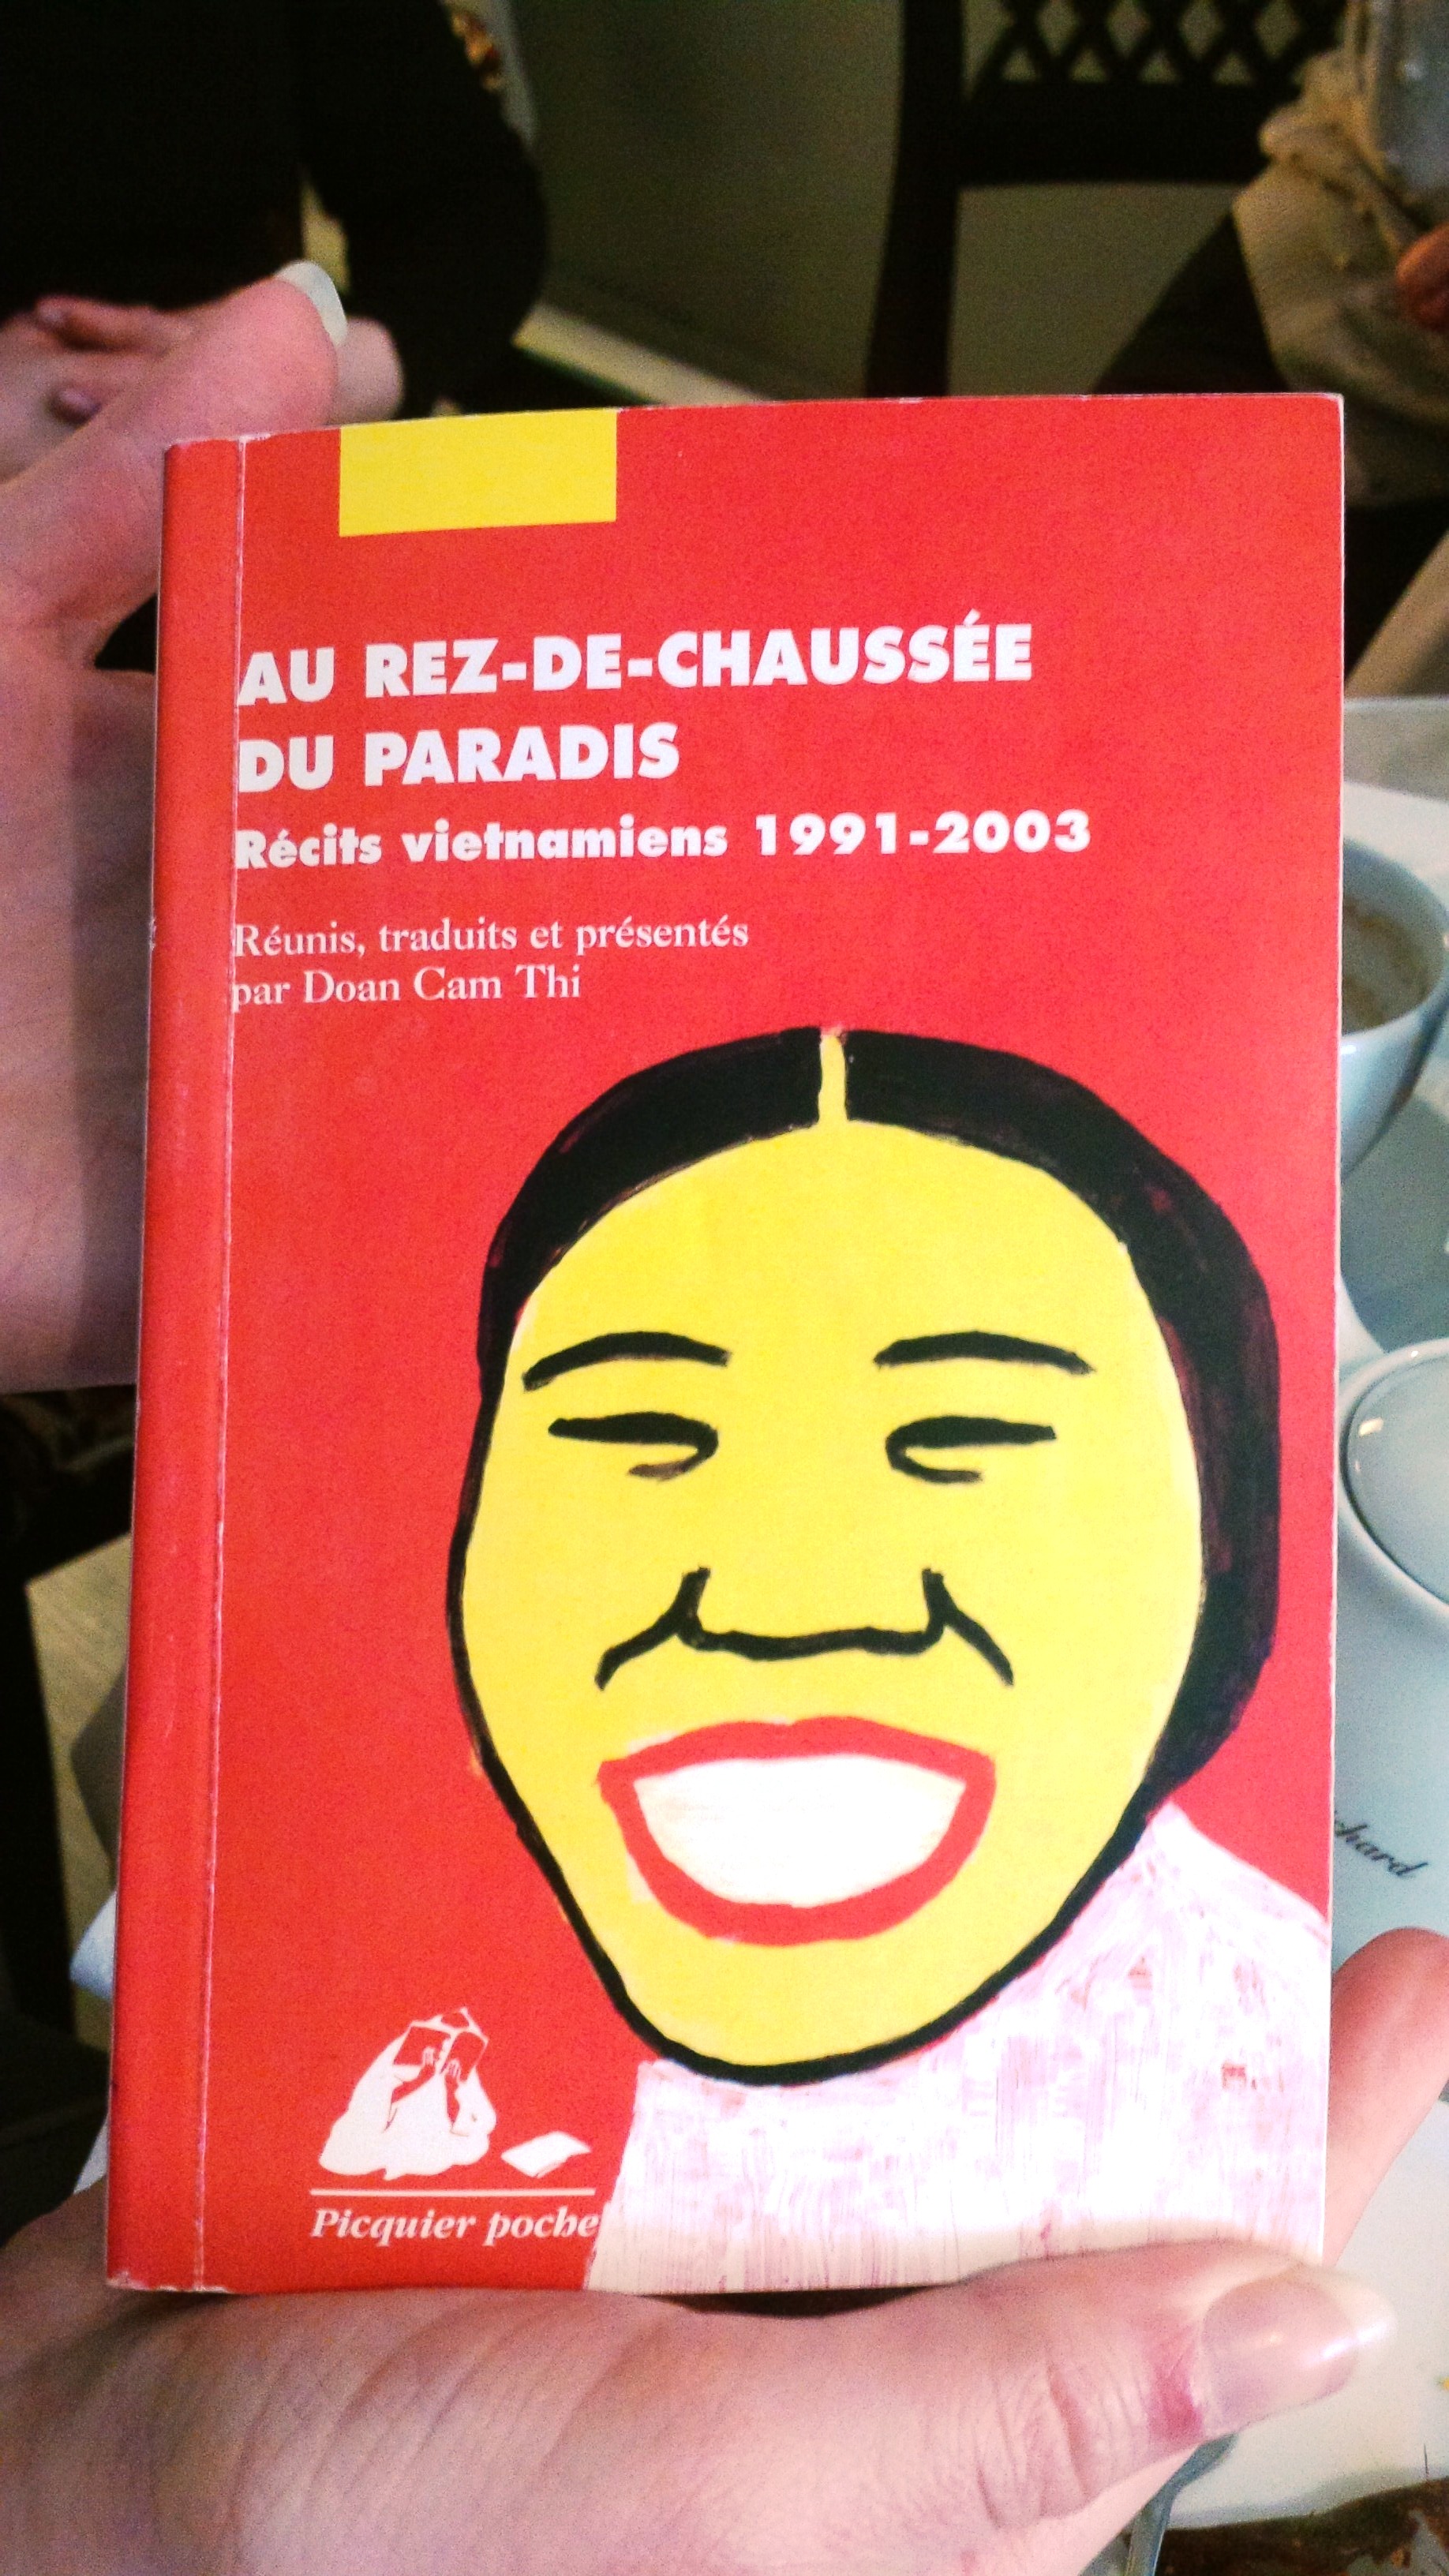 AU REZ-DE-CHAUSSÉE
DU PARADIS
Récits vietnamiens 1991-2003
Réunis, traduits et présentés
par Doan Cam Thi
Picquier poche